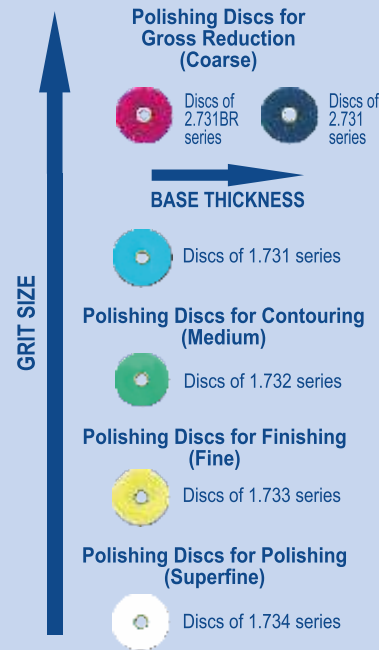 Polishing Discs for
Gross Reduction
(Coarse)
Discs of
2.731BR
series
Discs of
2.731
series
BASE THICKNESS
Discs of 1.731 series
GRIT SIZE
Polishing Discs for Contouring
(Medium)
Discs of 1.732 series
Polishing Discs for Finishing
(Fine)
Discs of 1.733 series
Polishing Discs for Polishing
(Superfine)
Discs of 1.734 series